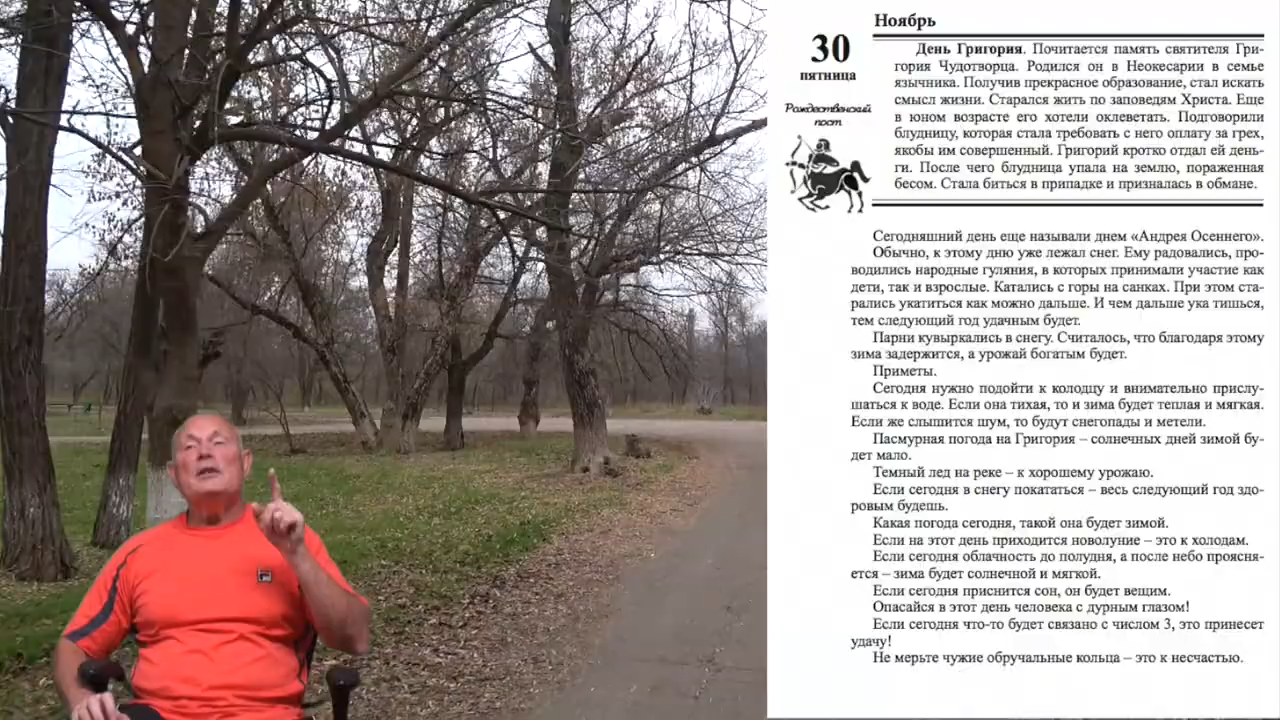 Ноябрь
30
пятница
Рождественский
пост
День Григория. Почитается память святителя Гри-
гория Чудотворца. Родился он в Неокесарии в семье
язычника. Получив прекрасное образование, стал искать
смысл жизни. Старался жить по заповедям Христа. Еще
в юном возрасте его хотели оклеветать. Подговорили
блудницу, которая стала требовать с него оплату за грех,
якобы им совершенный. Григорий кротко отдал ей день-
ги. После чего блудница упала на землю, пораженная
бесом. Стала биться в припадке и призналась в обмане.
Сегодняшний день еще называли днем «Андрея Осеннего».
Обычно, к этому дню уже лежал снег. Ему радовались, про-
водились народные гуляния, в которых принимали участие как
дети, так и взрослые. Катались с горы на санках. При этом ста-
рались укатиться как можно дальше. И чем дальше ука тишься,
тем следующий год удачным будет.
Парни кувыркались в снегу. Считалось, что благодаря этому
зима задержится, а урожай богатым будет.
Приметы.
Сегодня нужно подойти к колодцу и внимательно прислу-
шаться к воде. Если она тихая, то и зима будет теплая и мягкая.
Если же слышится шум, то будут снегопады и метели.
Пасмурная погода на Григория – солнечных дней зимой бу-
дет мало.
Темный лед на реке – к хорошему урожаю.
Если сегодня в снегу покататься – весь следующий год здо-
ровым будешь.
Какая погода сегодня, такой она будет зимой.
Если на этот день приходится новолуние – это к холодам.
Если сегодня облачность до полудня, а после небо проясня-
ется – зима будет солнечной и мягкой.
Если сегодня приснится сон, он будет вещим.
Опасайся в этот день человека с дурным глазом!
Если сегодня что-то будет связано с числом 3, это принесет
удачу!
Не мерьте чужие обручальные кольца – это к несчастью.